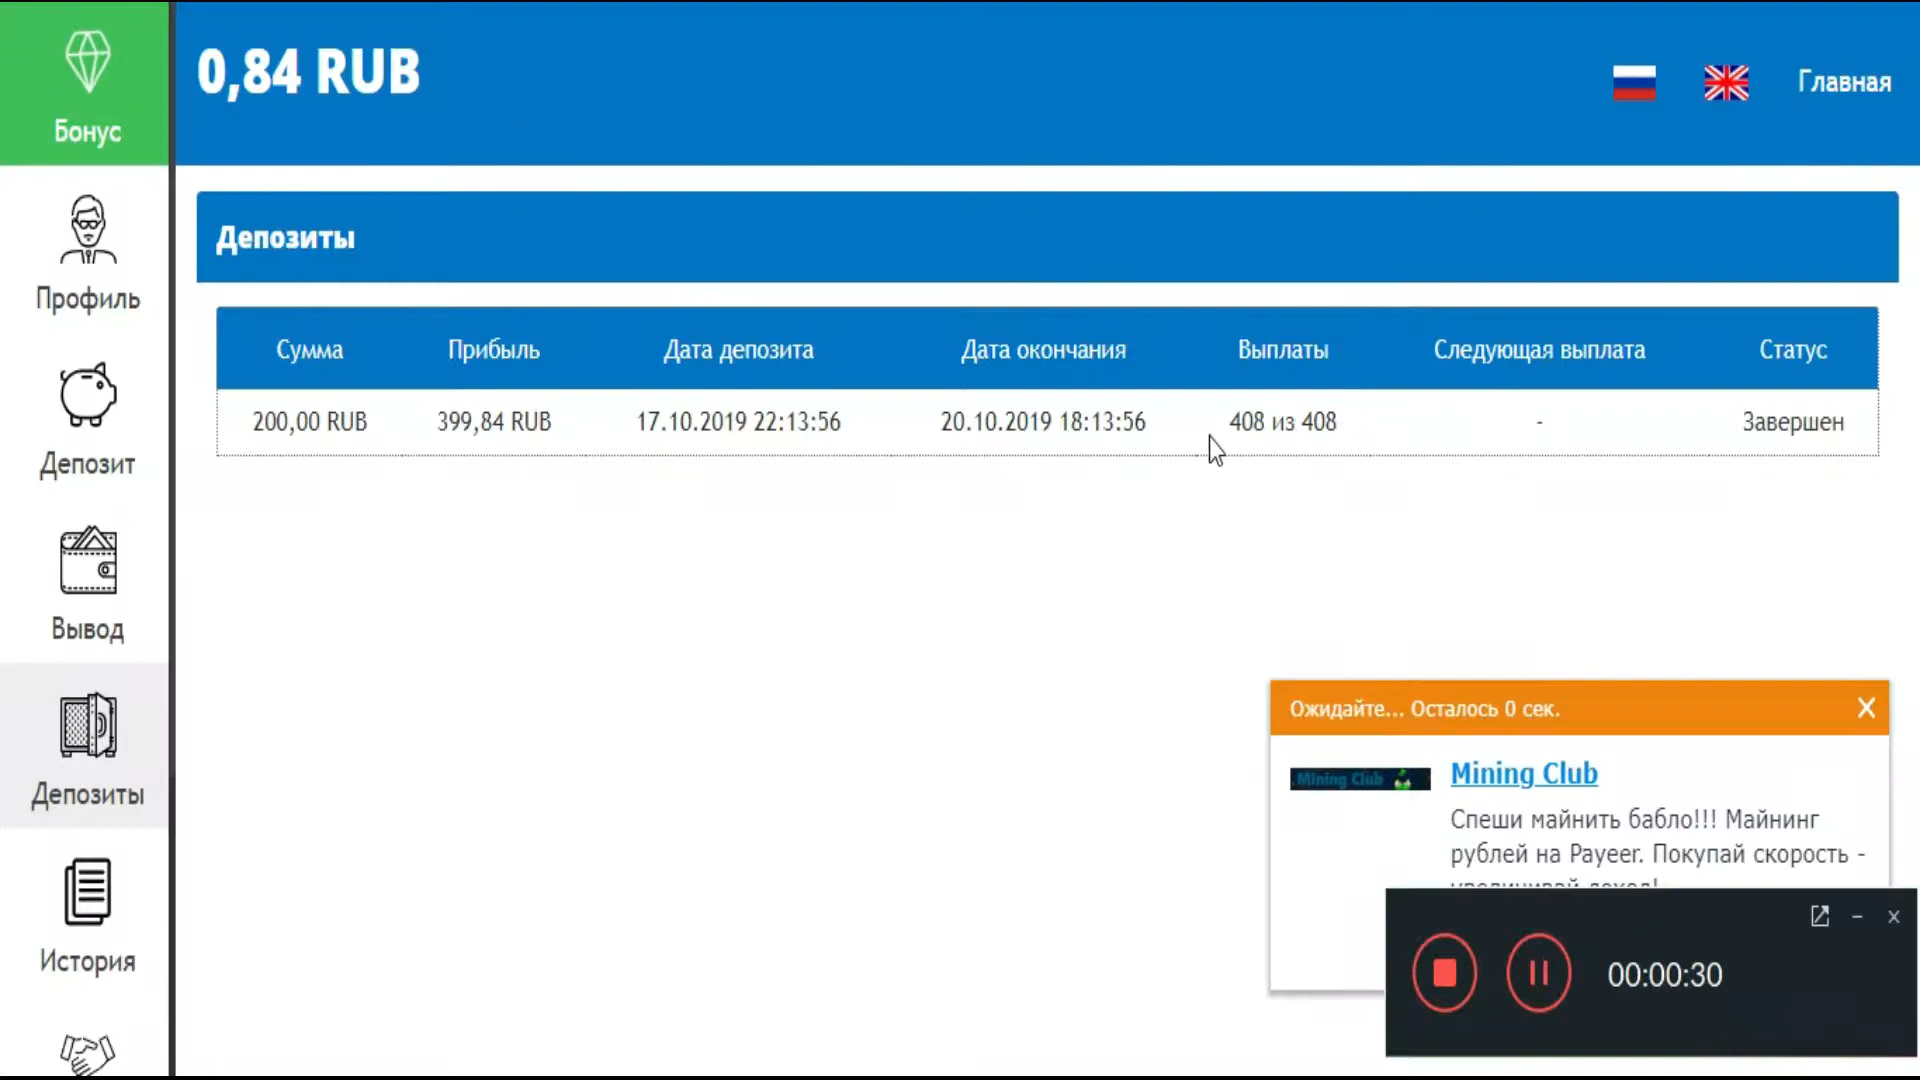 0,84 RUB
Главная
Бонус
Профиль
Депозит
Вывод
Депозиты
История
Депозиты
Сумма Прибыль Дата депозита Дата окончания Выплаты Следующая выплата Статус
200,00 RUB 399,84 RUB 17.10.2019 22:13:56 20.10.2019 18:13:56 408 из 408 - Завершен
Ожидайте... Осталось 0 сек.
Mining Club
Mining Club
Спеши майнить бабло!!! Майнинг
рублей на Payeer. Покупай скорость -
00:00:30